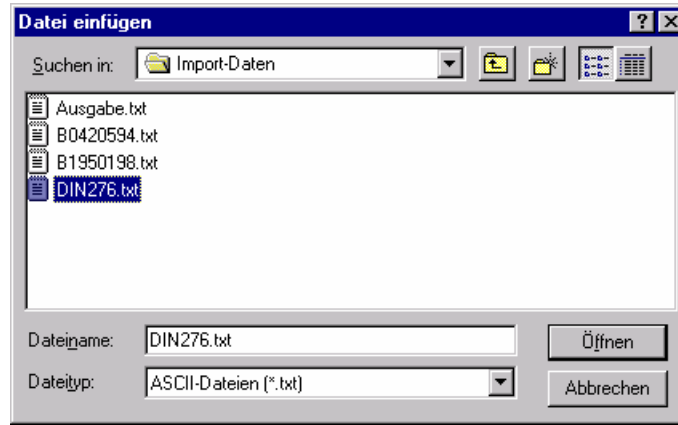 Datei einfügen
Suchen in: Import-Daten
Ausgabe.txt
B0420594.txt
B1950198.txt
DIN276.txt
Dateiname: DIN276.txt Öffnen
Dateityp: ASCII-Dateien (*.txt) Abbrechen